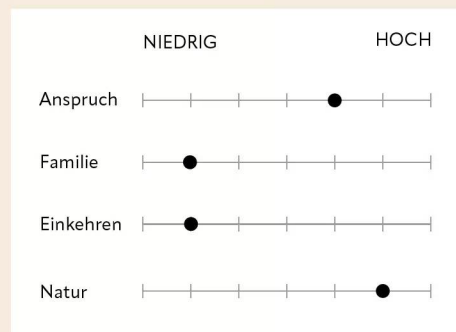 NIEDRIG HOCH
Anspruch
Familie
Einkehren
Natur